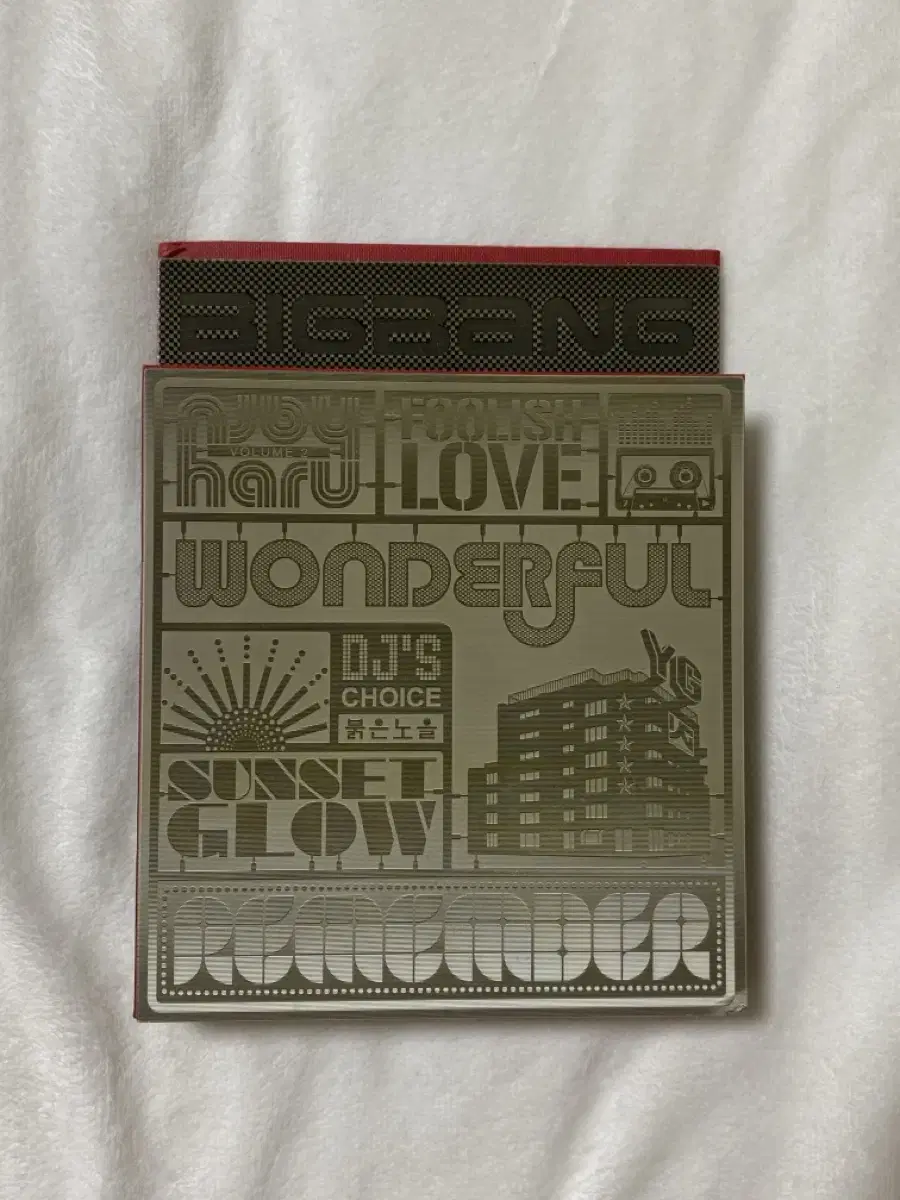 BIGBANG
VOLUME 2
haru
FOOLISH
LOVE
WONDERFUL
DJ'S
CHOICE
붉은노을
YG
SUNSET
GLOW
REMEMBER